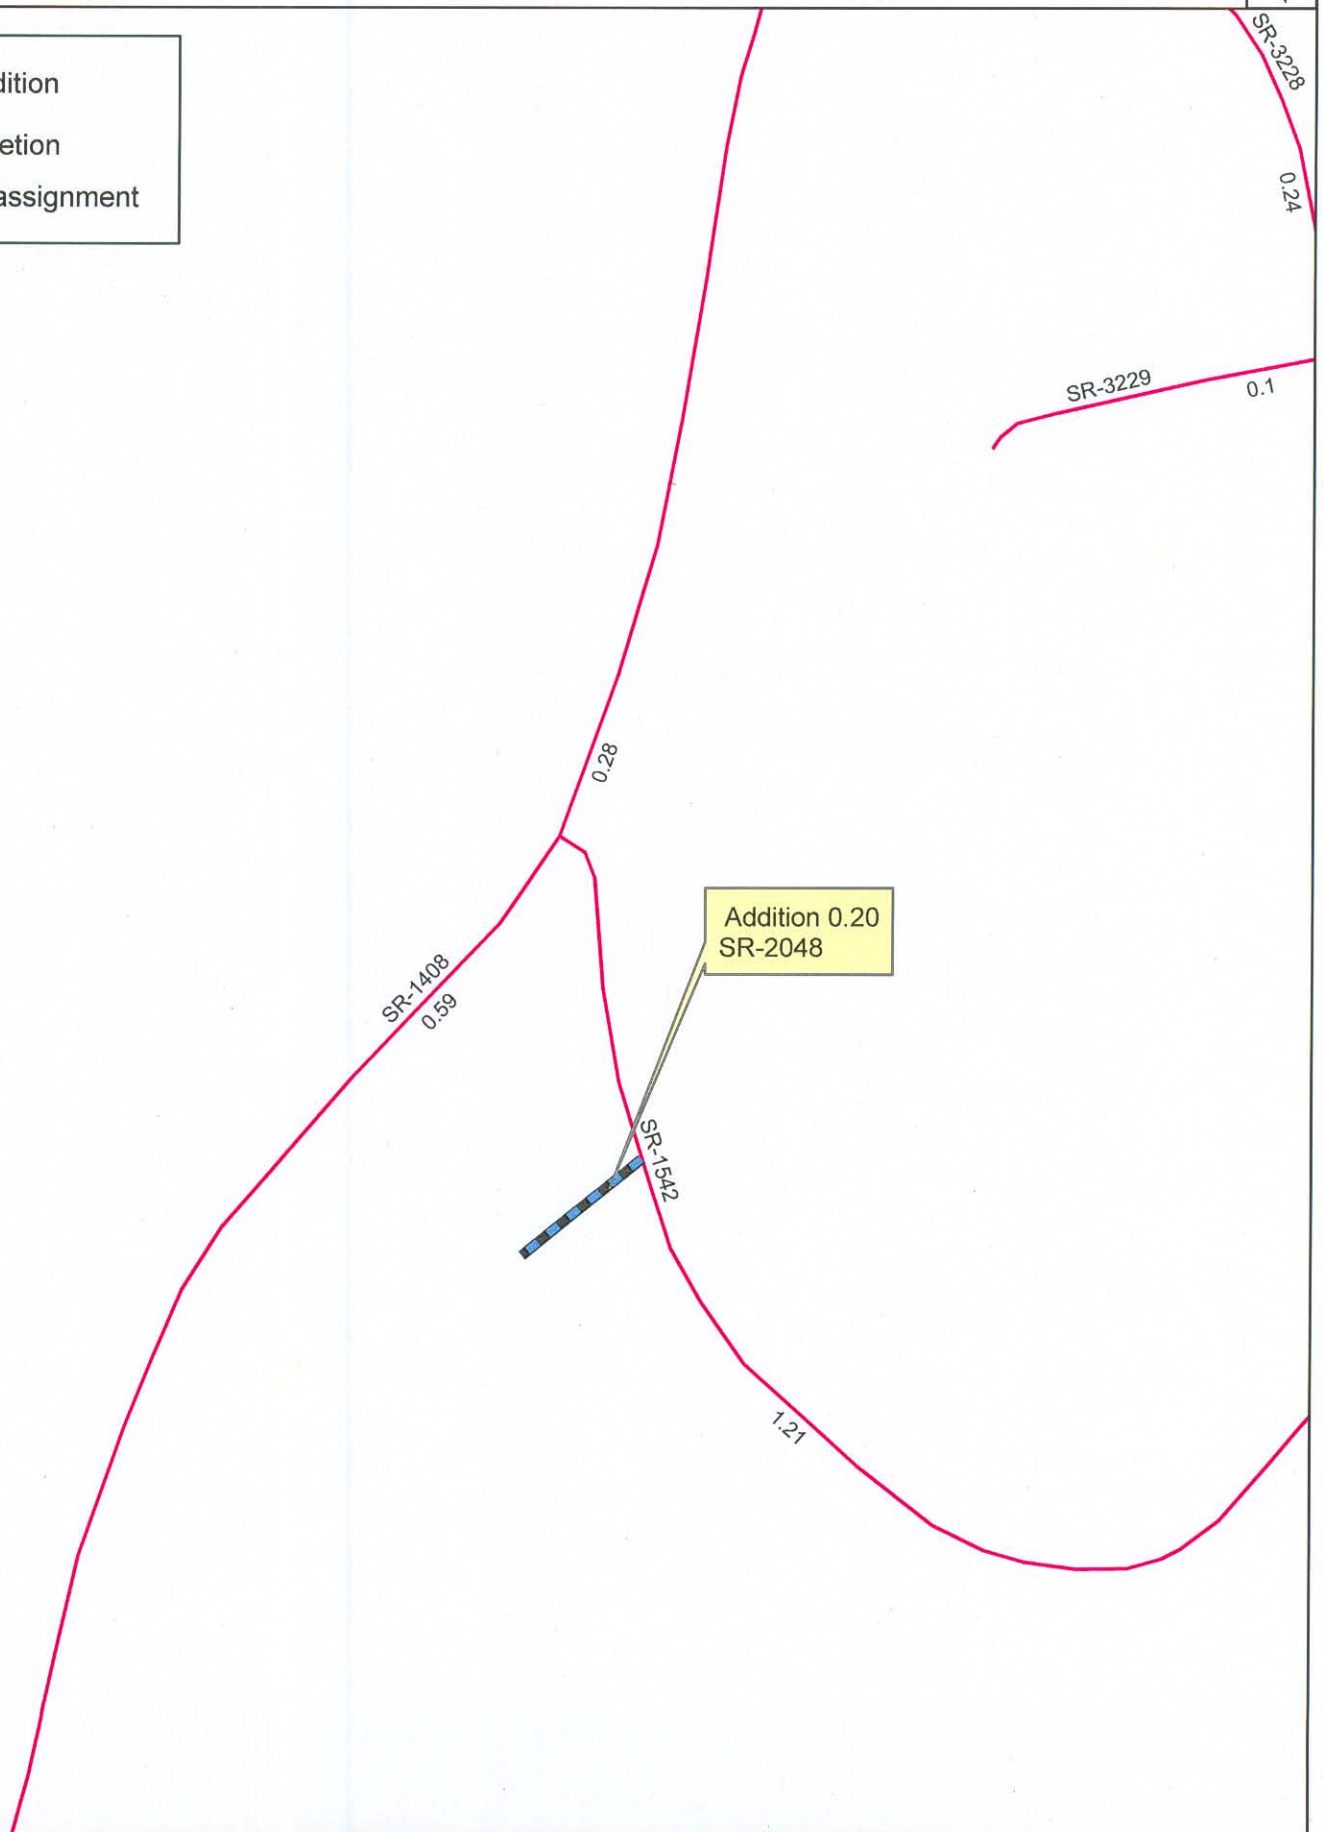 dition
etion
assignment
SR-3228
0.24
SR-3229
0.1
0.28
Addition 0.20
SR-2048
SR-1408
0.59
SR-1542
1.21